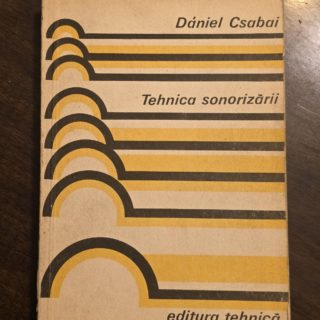 Dániel Csabai
Tehnica sonorizării
editura tehnică